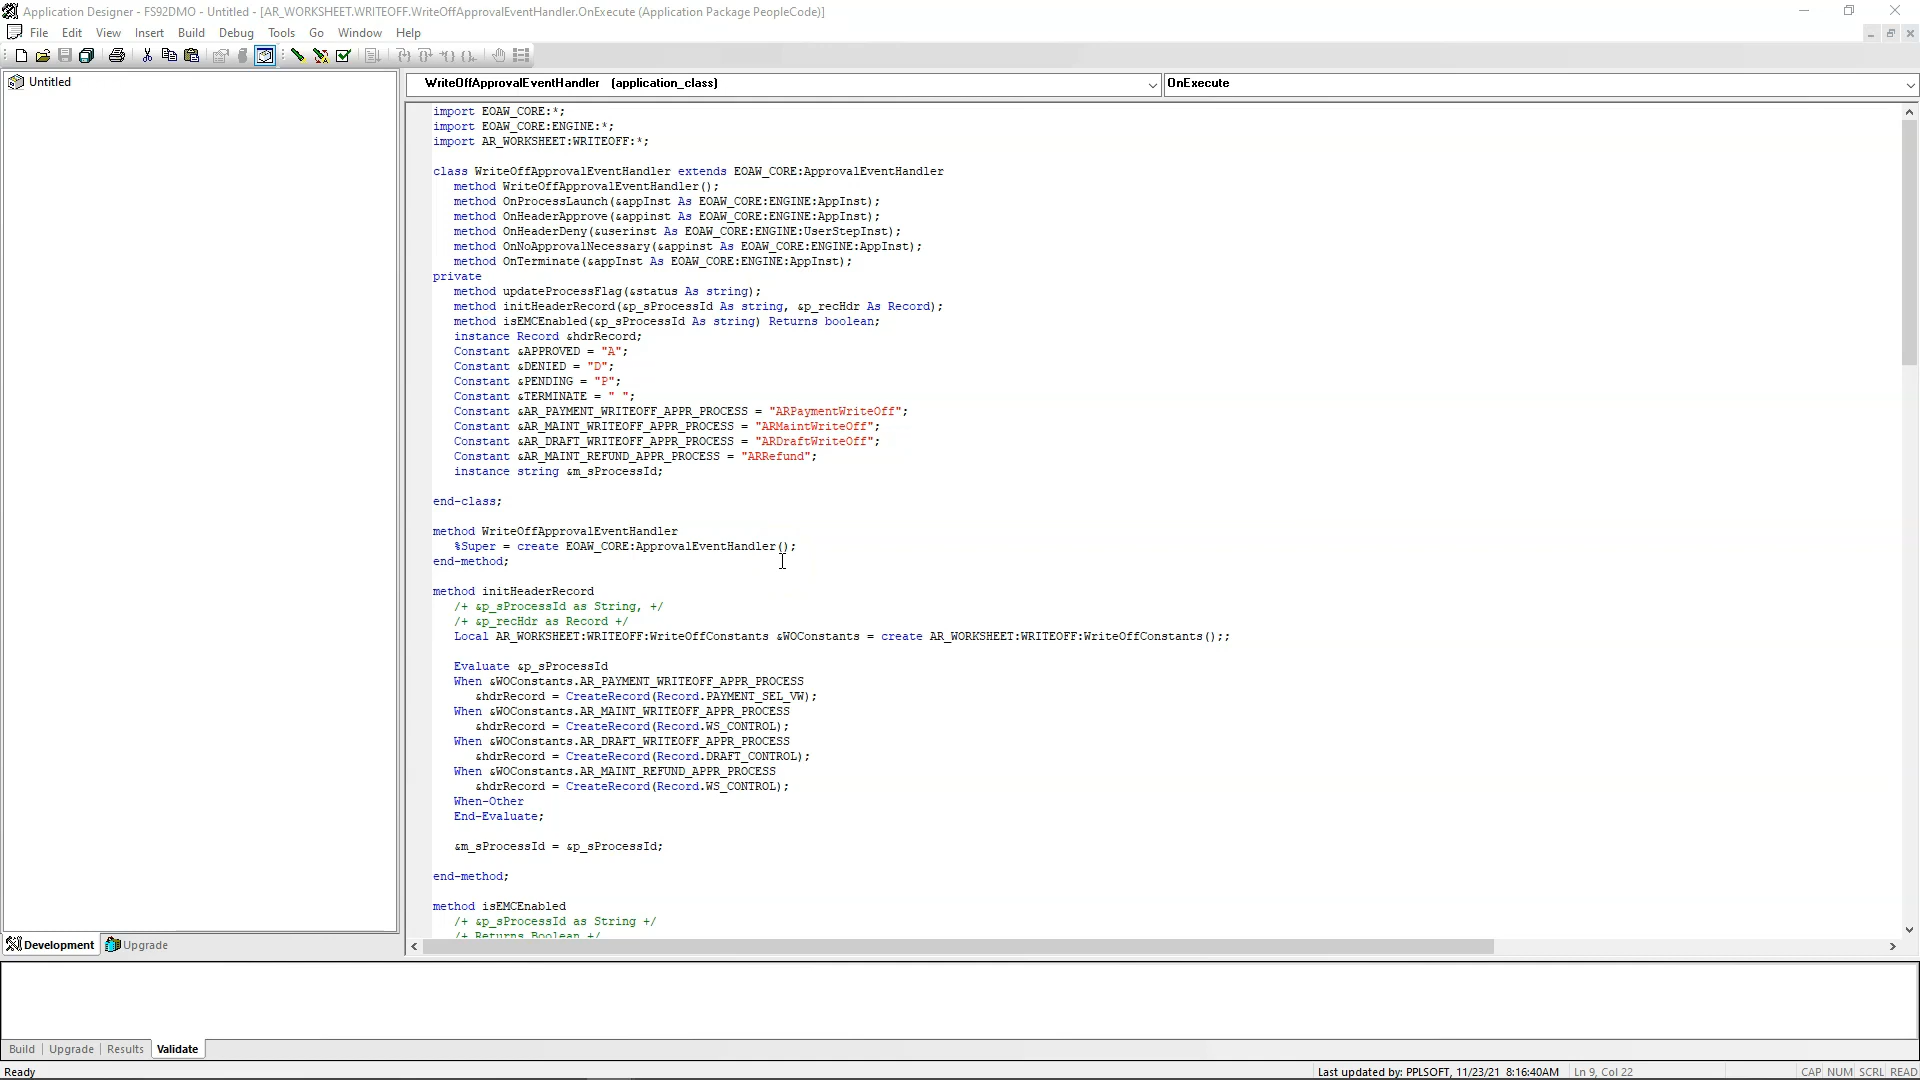 Application Designer - FS92DMO - Untitled - [AR_WORKSHEET.WRITEOFF.WriteOffApprovalEventHandler.OnExecute (Application Package PeopleCode)]
File Edit View Insert Build Debug Tools Go Window Help
Untitled
WriteOffApprovalEventHandler (application_class)
OnExecute
import EOAW_CORE:*;
import EOAW_CORE:ENGINE:*;
import AR_WORKSHEET:WRITEOFF:*;
class WriteOffApprovalEventHandler extends EOAW_CORE:ApprovalEventHandler
method WriteOffApprovalEventHandler();
method OnProcessLaunch(&appInst As EOAW_CORE:ENGINE:AppInst);
method OnHeaderApprove(&appinst As EOAW_CORE:ENGINE:AppInst);
method OnHeaderDeny(&userinst As EOAW_CORE:ENGINE:UserStepInst);
method OnNoApprovalNecessary(&appinst As EOAW_CORE:ENGINE:AppInst);
method OnTerminate(&appInst As EOAW_CORE:ENGINE:AppInst);
private
method updateProcessFlag(&status As string);
method initHeaderRecord(&p_sProcessId As string, &p_recHdr As Record);
method isEMCEnabled(&p_sProcessId As string) Returns boolean;
instance Record &hdrRecord;
Constant &APPROVED = "A";
Constant &DENIED = "D";
Constant &PENDING = "P";
Constant &TERMINATE = " ";
Constant &AR_PAYMENT_WRITEOFF_APPR_PROCESS = "ARPaymentWriteOff";
Constant &AR_MAINT_WRITEOFF_APPR_PROCESS = "ARMaintWriteOff";
Constant &AR_DRAFT_WRITEOFF_APPR_PROCESS = "ARDraftWriteOff";
Constant &AR_MAINT_REFUND_APPR_PROCESS = "ARRefund";
instance string &m_sProcessId;
end-class;
method WriteOffApprovalEventHandler
%Super = create EOAW_CORE:ApprovalEventHandler();
end-method;
method initHeaderRecord
/+ &p_sProcessId as String, +/
/+ &p_recHdr as Record +/
Local AR_WORKSHEET:WRITEOFF:WriteOffConstants &WOConstants = create AR_WORKSHEET:WRITEOFF:WriteOffConstants();;
Evaluate &p_sProcessId
When &WOConstants.AR_PAYMENT_WRITEOFF_APPR_PROCESS
&hdrRecord = CreateRecord(Record.PAYMENT_SEL_VW);
When &WOConstants.AR_MAINT_WRITEOFF_APPR_PROCESS
&hdrRecord = CreateRecord(Record.WS_CONTROL);
When &WOConstants.AR_DRAFT_WRITEOFF_APPR_PROCESS
&hdrRecord = CreateRecord(Record.DRAFT_CONTROL);
When &WOConstants.AR_MAINT_REFUND_APPR_PROCESS
&hdrRecord = CreateRecord(Record.WS_CONTROL);
When-Other
End-Evaluate;
&m_sProcessId = &p_sProcessId;
end-method;
method isEMCEnabled
/+ &p_sProcessId as String +/
/+ Returns Boolean +/
Development Upgrade
Build Upgrade Results Validate
Ready
Last updated by: PPLSOFT, 11/23/21 8:16:40AM Ln 9, Col 22 CAP NUM SCRL READ